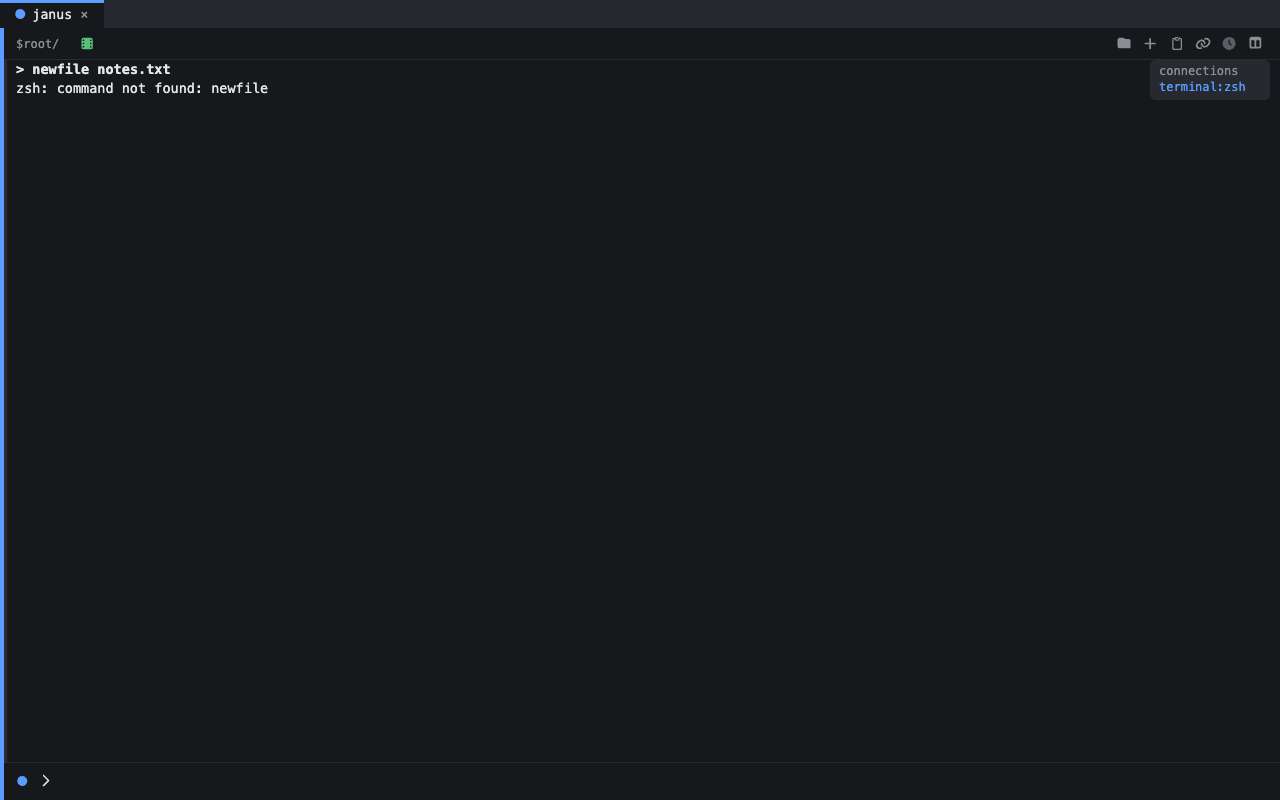 janus ×
$root/
> newfile notes.txt
zsh: command not found: newfile
connections
terminal:zsh
>